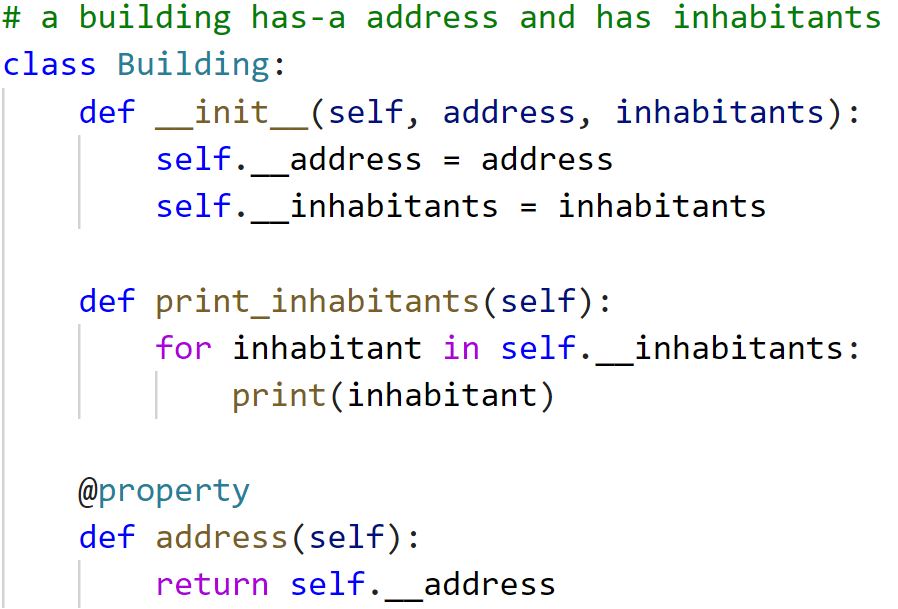 # a building has-a address and has inhabitants
class Building:
    def __init__(self, address, inhabitants):
        self.__address = address
        self.__inhabitants = inhabitants

    def print_inhabitants(self):
        for inhabitant in self.__inhabitants:
            print(inhabitant)

    @property
    def address(self):
        return self.__address